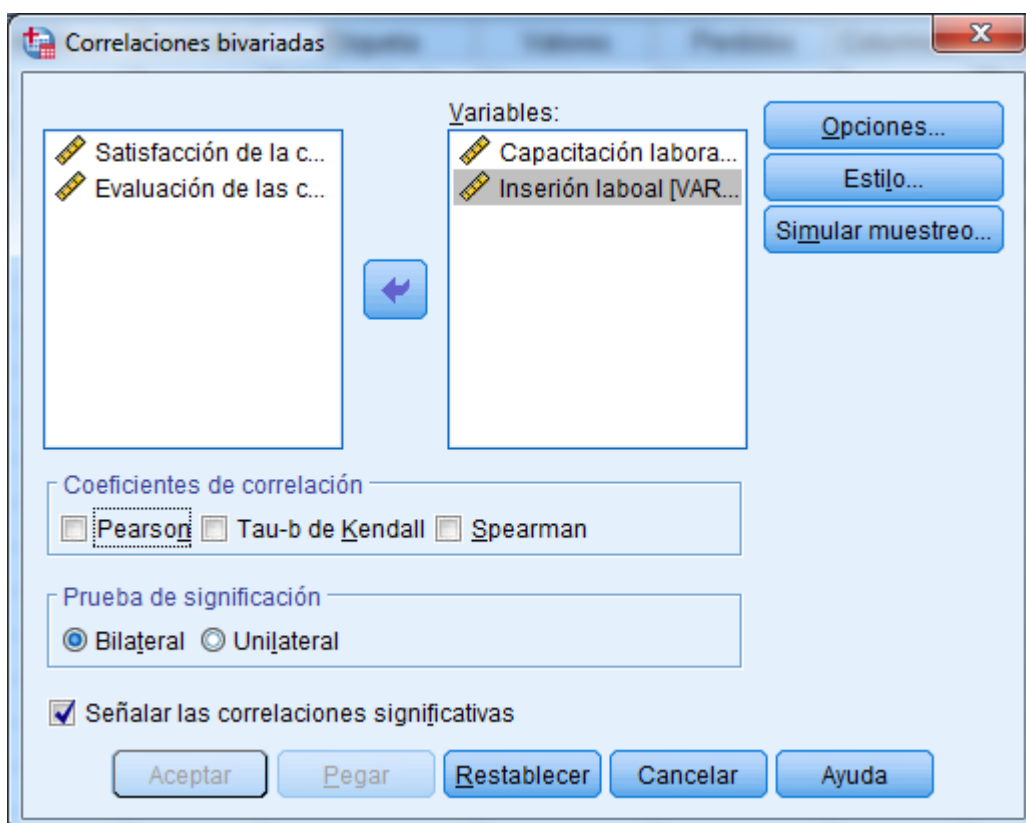 Correlaciones bivariadas
Variables:
Satisfacción de la c...
Evaluación de las c...
Capacitación labora...
Inserión laboal [VAR...
Opciones...
Estilo...
Simular muestreo...
Coeficientes de correlación
Pearson Tau-b de Kendall Spearman
Prueba de significación
Bilateral Unilateral
Señalar las correlaciones significativas
Aceptar Pegar Restablecer Cancelar Ayuda